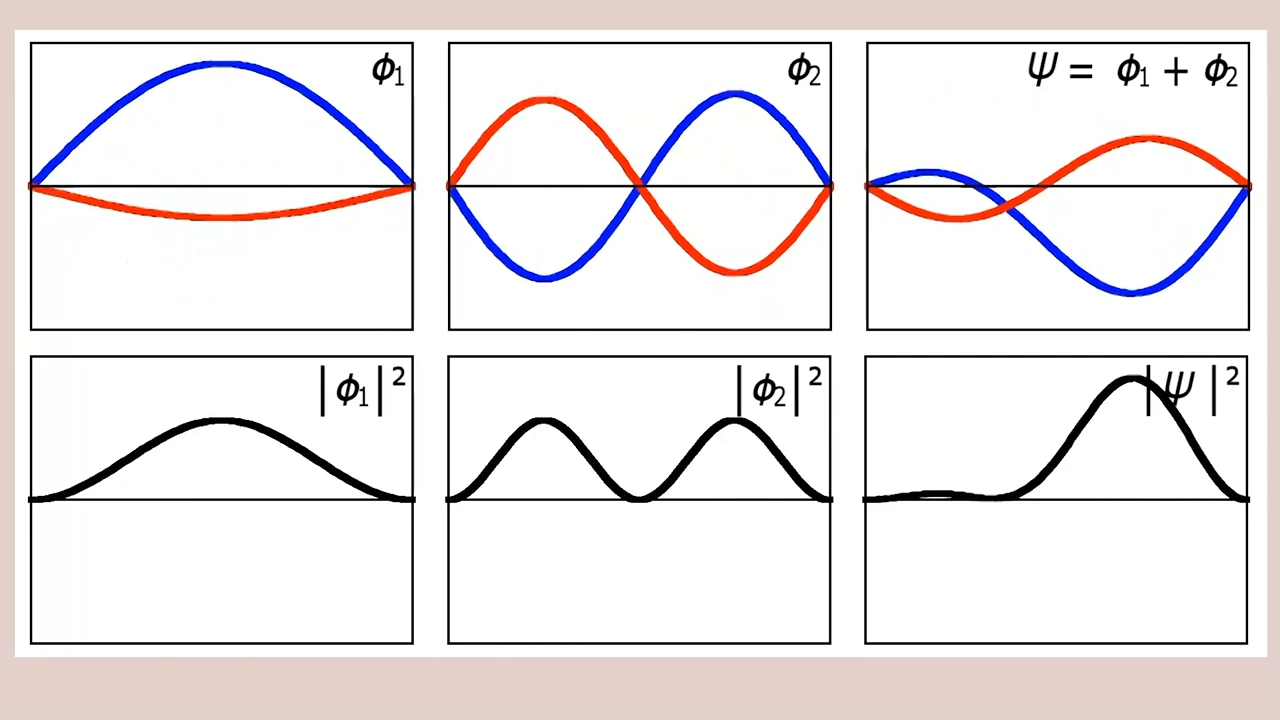 ϕ₁
ϕ₂
ψ = ϕ₁ + ϕ₂
|ϕ₁|²
|ϕ₂|²
|ψ|²